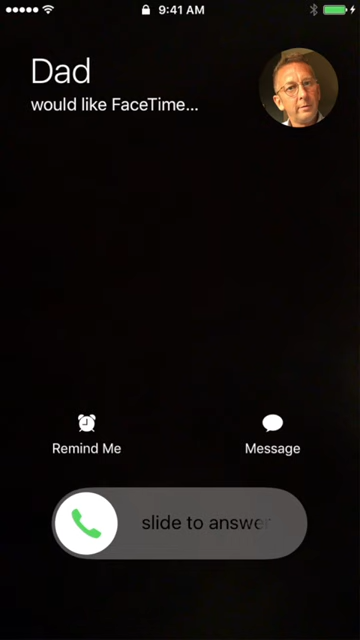 9:41 AM
Dad
would like FaceTime...
Remind Me
Message
slide to answer